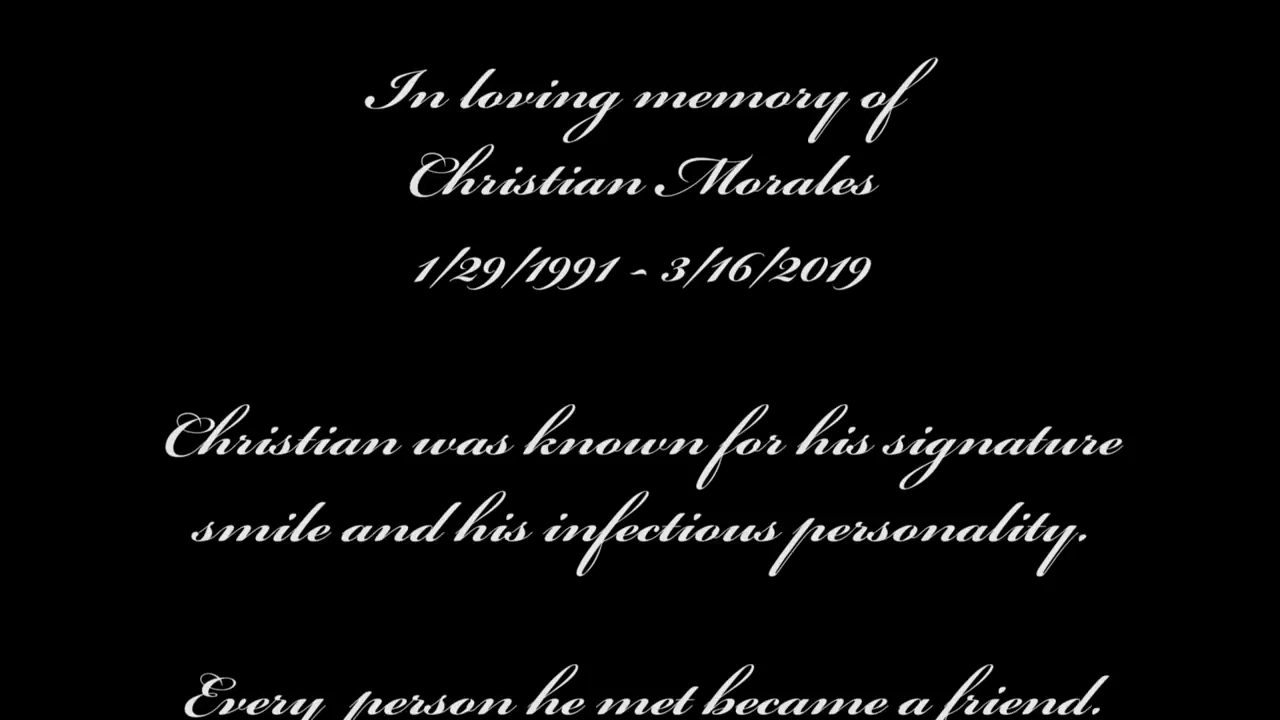 In loving memory of
Christian Morales
1/29/1991 - 3/16/2019
Christian was known for his signature
smile and his infectious personality.
Every person he met became a friend.